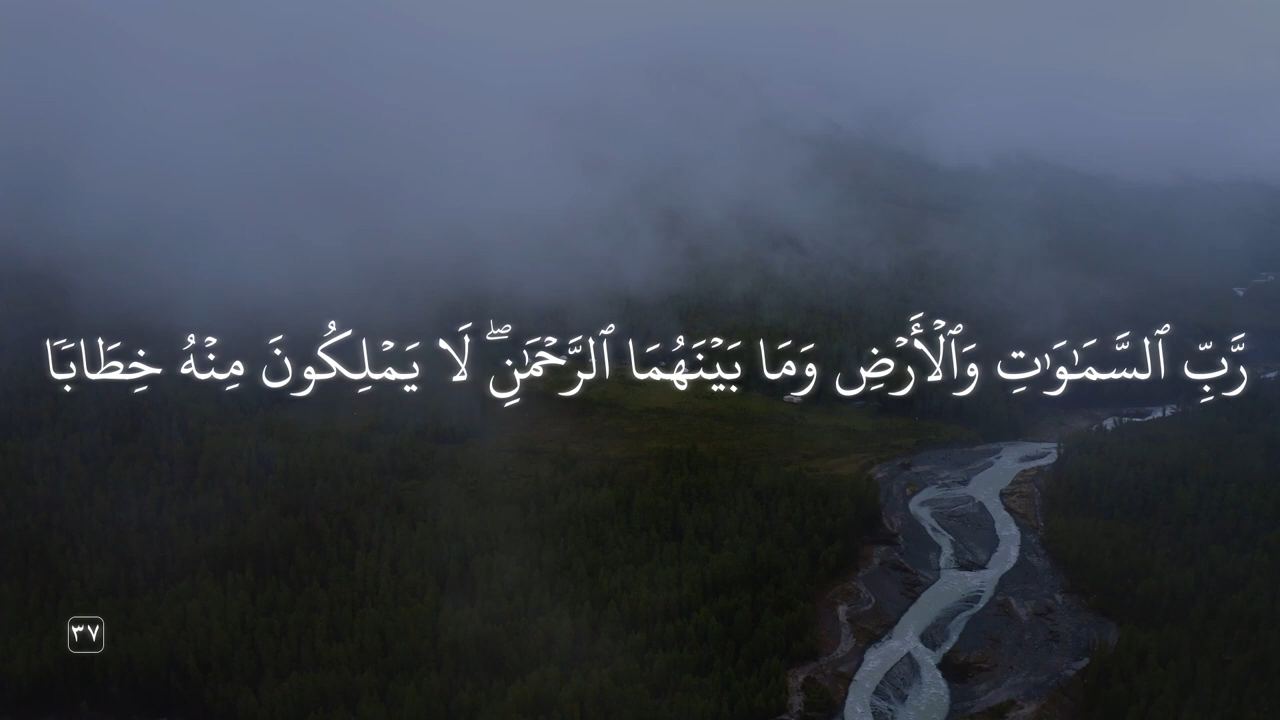 رَّبِّ ٱلسَّمَـٰوَٰتِ وَٱلْأَرْضِ وَمَا بَيْنَهُمَا ٱلرَّحْمَـٰنِ ۖ لَا يَمْلِكُونَ مِنْهُ خِطَابًا
٣٧